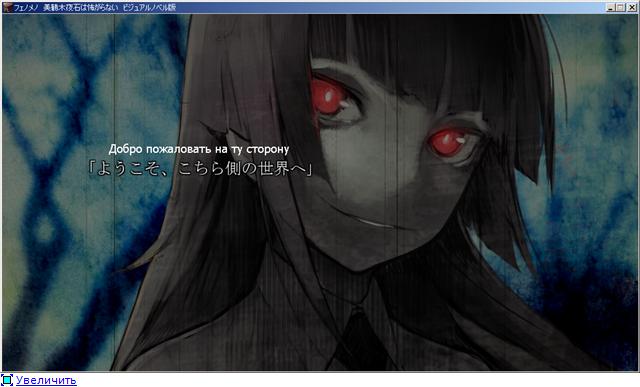 フェノメノ 美鶴木夜石は怖がらない ビジュアルノベル版
Добро пожаловать на ту сторону
「ようこそ、こちら側の世界へ」
Увеличить